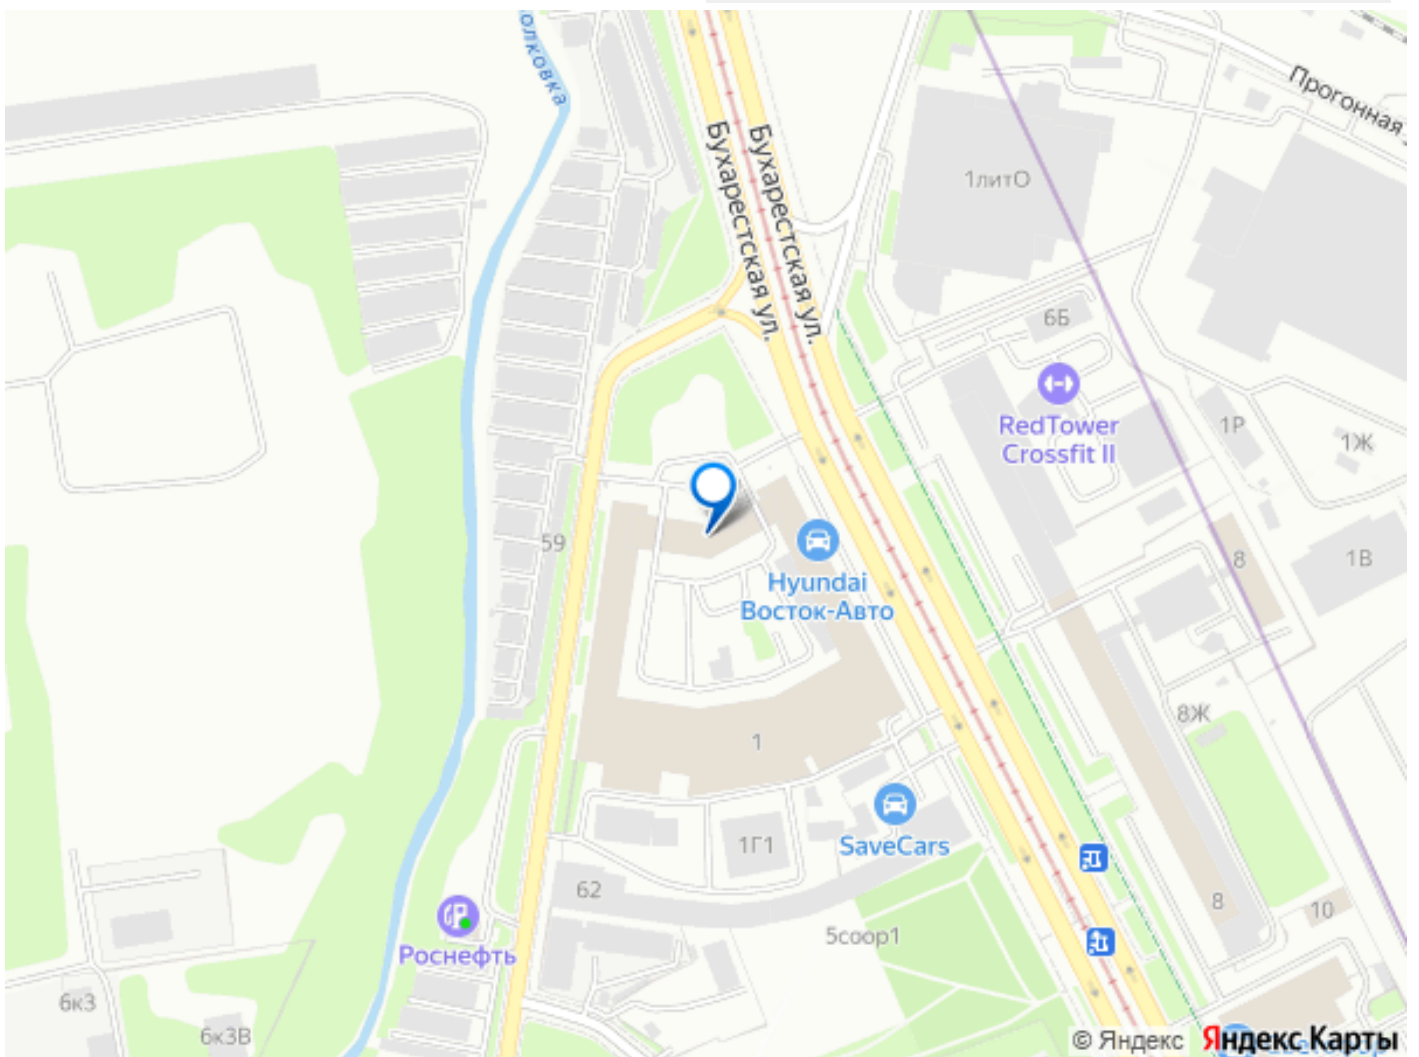 олковка
Прогонная
Бухарестская ул.
Бухарестская ул.
1литО
6Б
RedTower
Crossfit II
1Р
1Ж
59
8
1В
Hyundai
Восток-Авто
8Ж
1
SaveCars
1Г1
62
8
10
5соор1
Роснефть
6к3
6к3В
© Яндекс Яндекс Карты